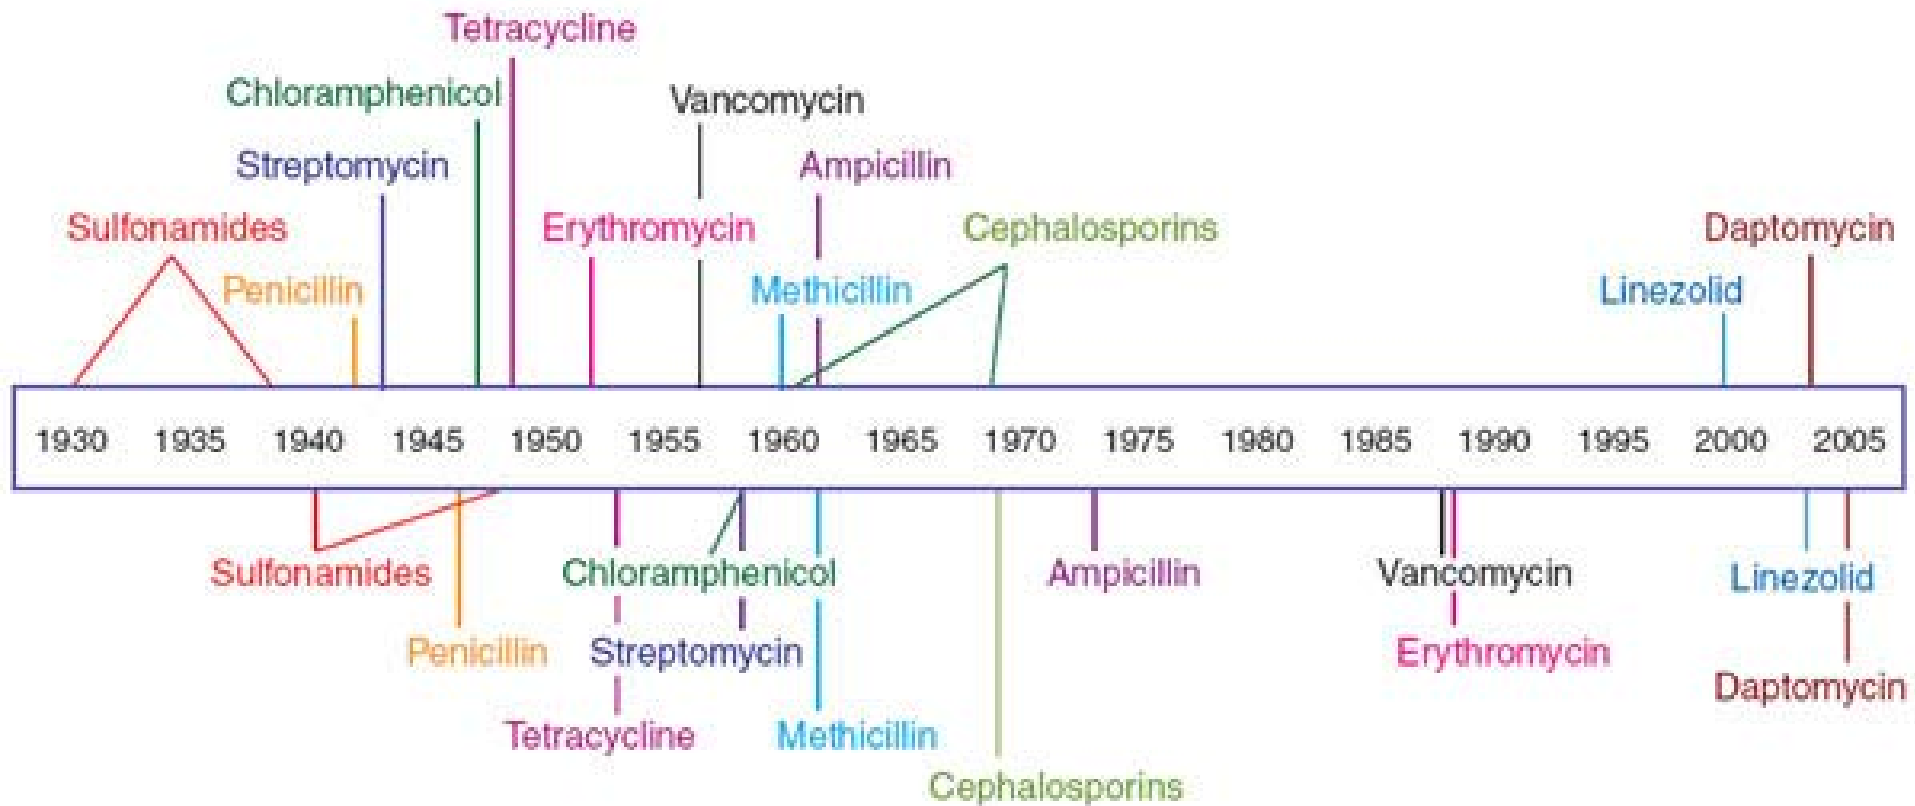 Tetracycline
Chloramphenicol
Vancomycin
Streptomycin
Ampicillin
Sulfonamides
Erythromycin
Cephalosporins
Daptomycin
Penicillin
Methicillin
Linezolid
1930 1935 1940 1945 1950 1955 1960 1965 1970 1975 1980 1985 1990 1995 2000 2005
Sulfonamides
Chloramphenicol
Ampicillin
Vancomycin
Linezolid
Penicillin
Streptomycin
Erythromycin
Daptomycin
Tetracycline
Methicillin
Cephalosporins